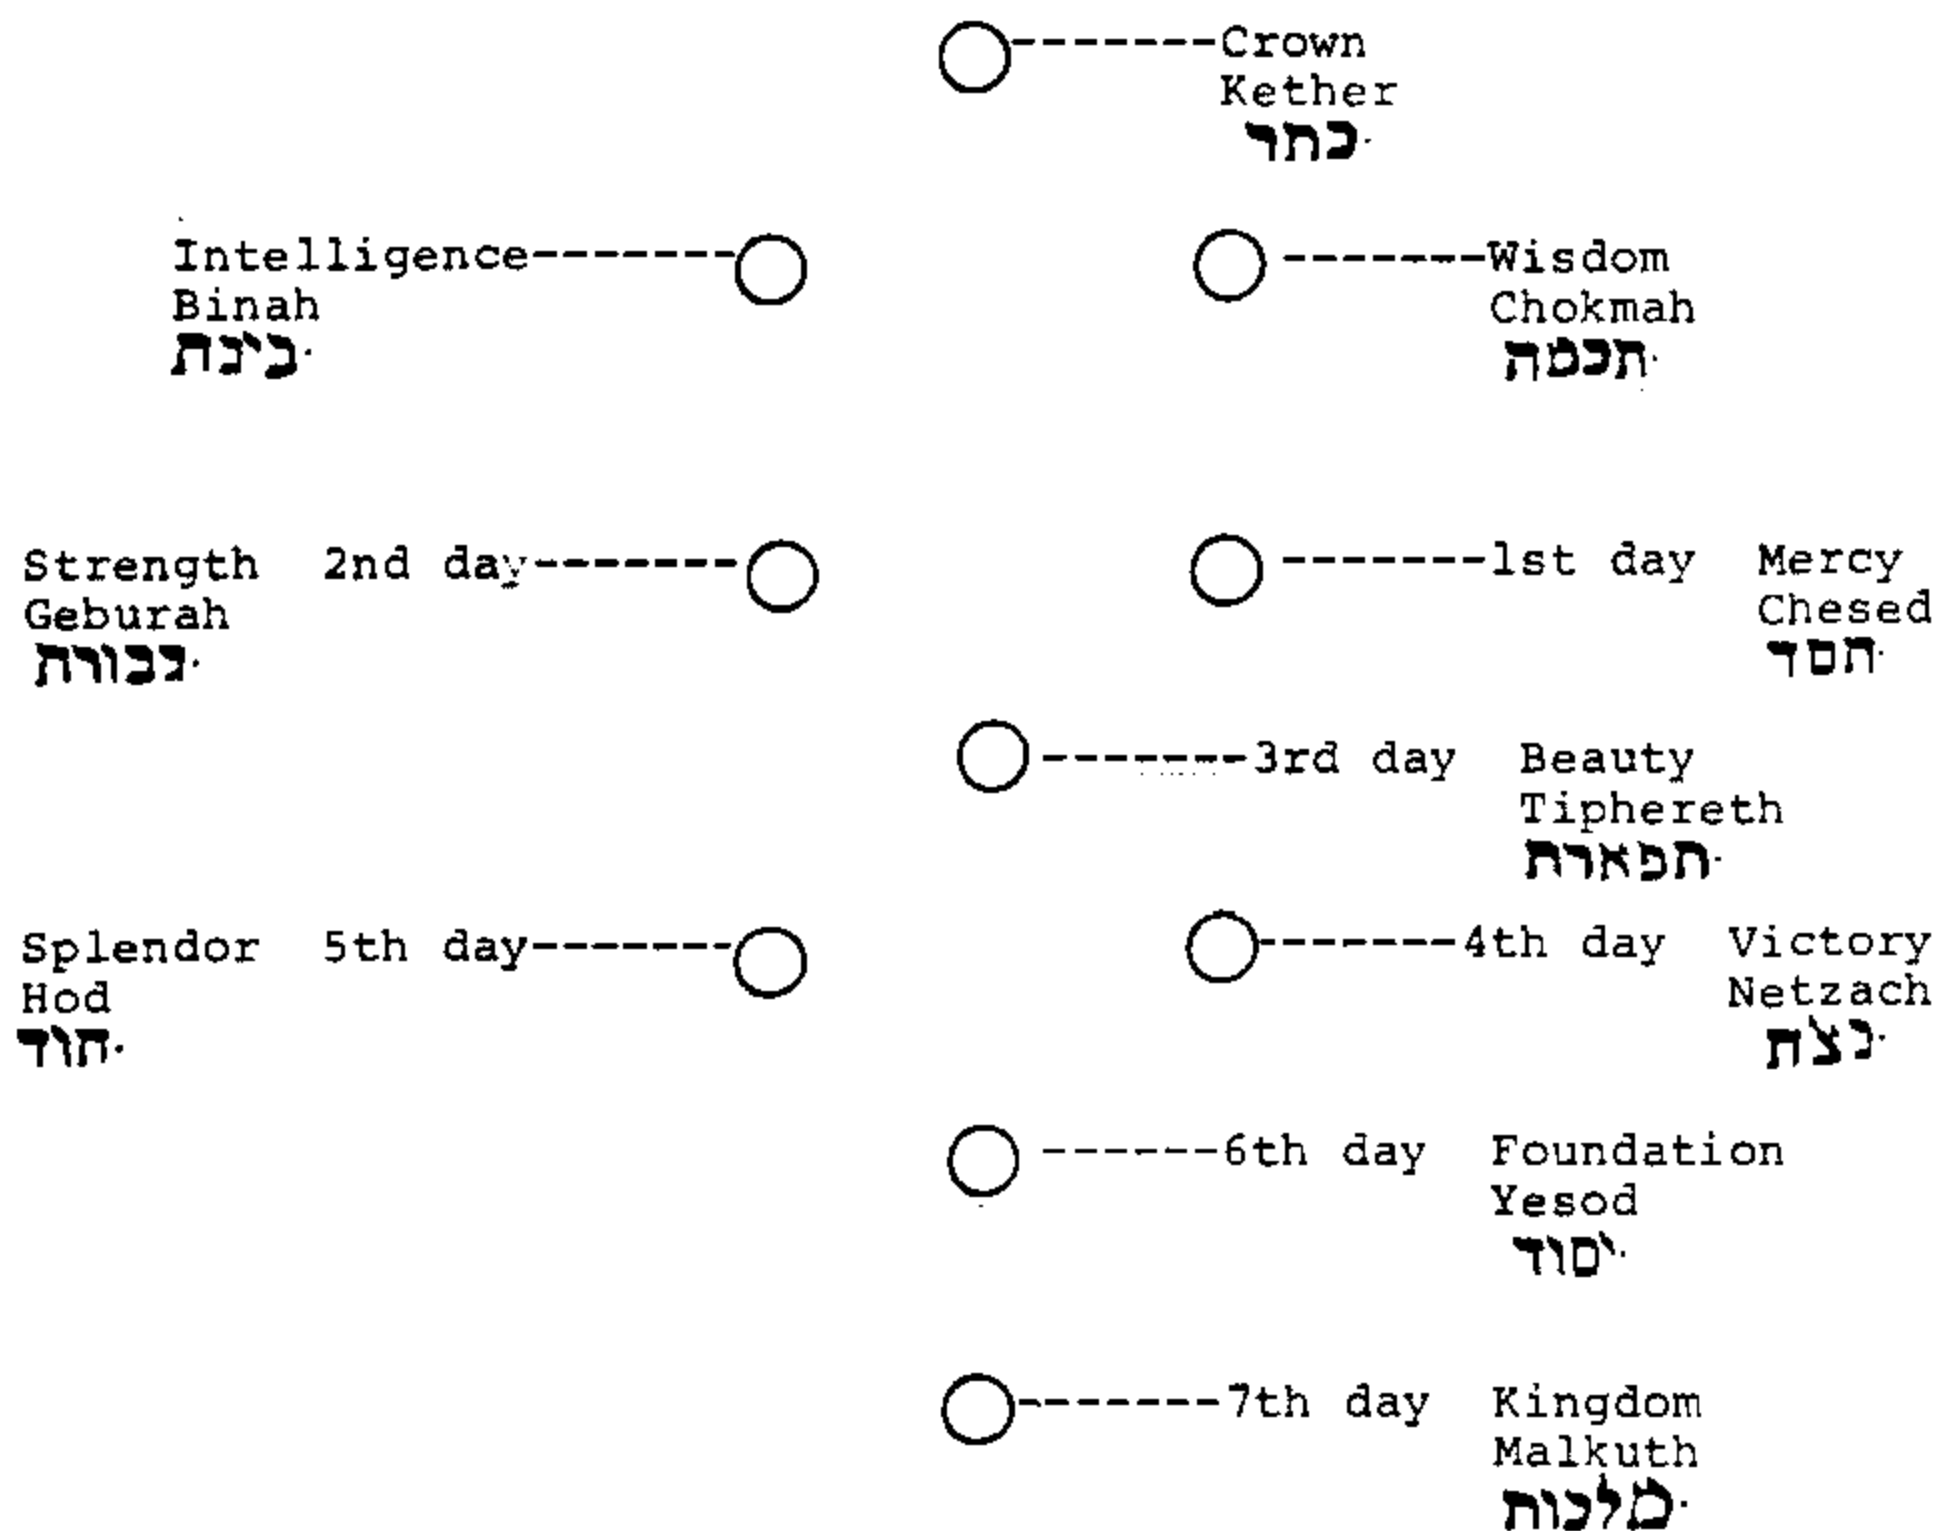 Crown
Kether
כתר
Intelligence
Binah
בינת
Wisdom
Chokmah
חכמה
Strength 2nd day
Geburah
גבורת
1st day Mercy
Chesed
חסד
3rd day Beauty
Tiphereth
תפארת
Splendor 5th day
Hod
הוד
4th day Victory
Netzach
נצח
6th day Foundation
Yesod
יסוד
7th day Kingdom
Malkuth
מלכות